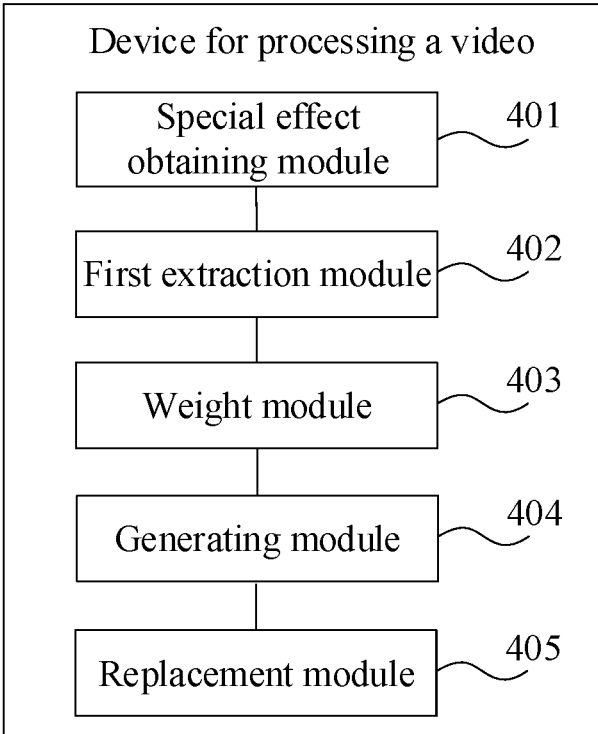 Device for processing a video
Special effect
obtaining module
401
First extraction module
402
Weight module
403
Generating module
404
Replacement module
405